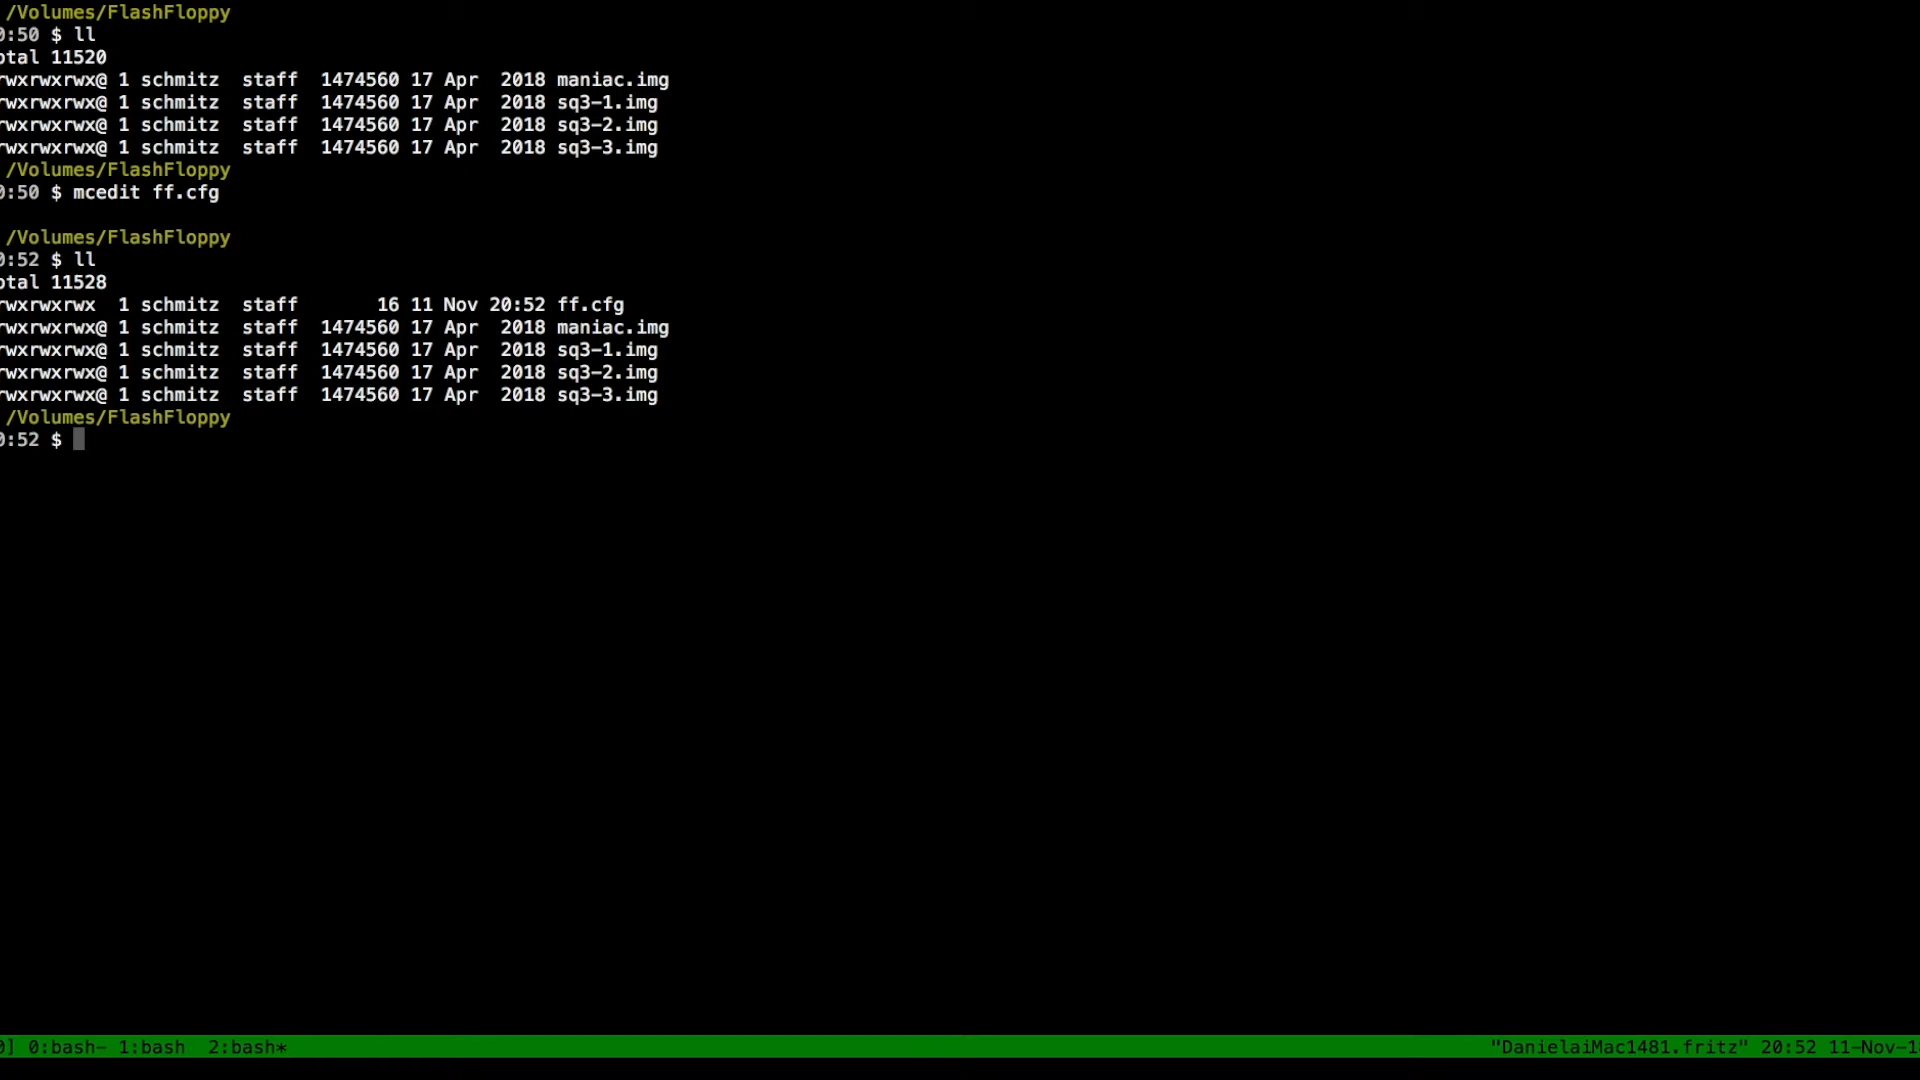 /Volumes/FlashFloppy
0:50 $ ll
otal 11520
rwxrwxrwx@ 1 schmitz  staff  1474560 17 Apr  2018 maniac.img
rwxrwxrwx@ 1 schmitz  staff  1474560 17 Apr  2018 sq3-1.img
rwxrwxrwx@ 1 schmitz  staff  1474560 17 Apr  2018 sq3-2.img
rwxrwxrwx@ 1 schmitz  staff  1474560 17 Apr  2018 sq3-3.img
/Volumes/FlashFloppy
0:50 $ mcedit ff.cfg
/Volumes/FlashFloppy
0:52 $ ll
otal 11528
rwxrwxrwx  1 schmitz  staff       16 11 Nov 20:52 ff.cfg
rwxrwxrwx@ 1 schmitz  staff  1474560 17 Apr  2018 maniac.img
rwxrwxrwx@ 1 schmitz  staff  1474560 17 Apr  2018 sq3-1.img
rwxrwxrwx@ 1 schmitz  staff  1474560 17 Apr  2018 sq3-2.img
rwxrwxrwx@ 1 schmitz  staff  1474560 17 Apr  2018 sq3-3.img
/Volumes/FlashFloppy
0:52 $
0] 0:bash- 1:bash  2:bash* "DanielaiMac1481.fritz" 20:52 11-Nov-1